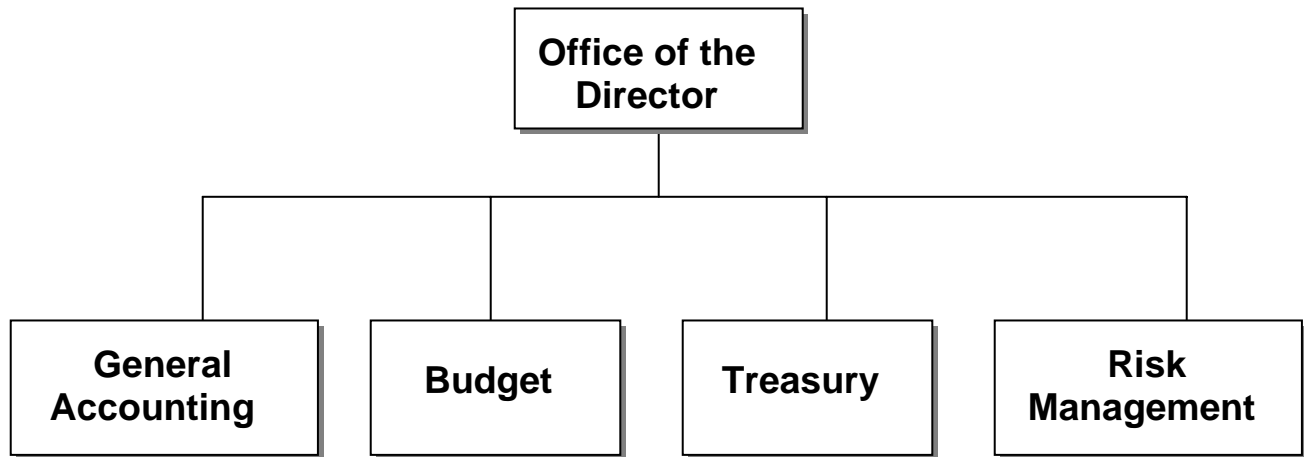 Office of the
Director
General
Accounting
Budget
Treasury
Risk
Management